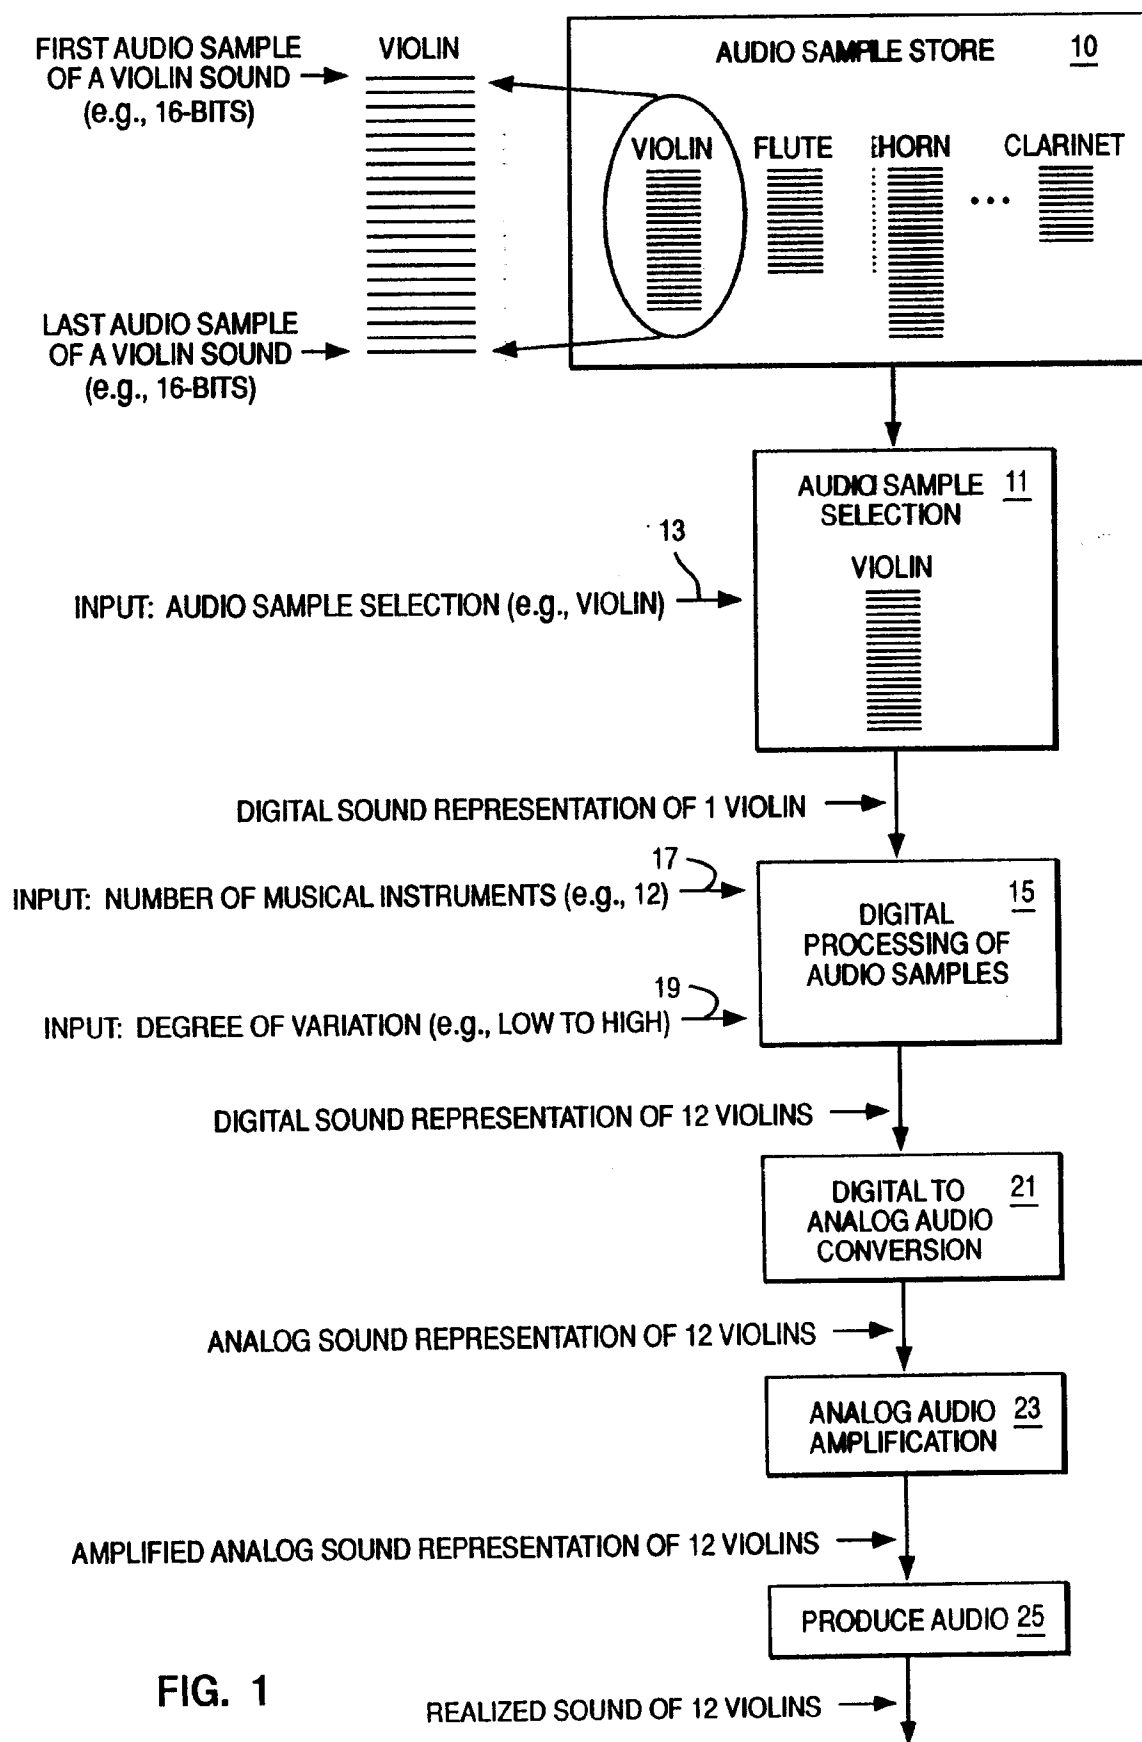 FIRST AUDIO SAMPLE
OF A VIOLIN SOUND
(e.g., 16-BITS)
VIOLIN
LAST AUDIO SAMPLE
OF A VIOLIN SOUND
(e.g., 16-BITS)
AUDIO SAMPLE STORE 10
VIOLIN FLUTE HORN ••• CLARINET
AUDIO SAMPLE 11
SELECTION
VIOLIN
13
INPUT: AUDIO SAMPLE SELECTION (e.g., VIOLIN)
DIGITAL SOUND REPRESENTATION OF 1 VIOLIN
17
INPUT: NUMBER OF MUSICAL INSTRUMENTS (e.g., 12)
19
INPUT: DEGREE OF VARIATION (e.g., LOW TO HIGH)
15
DIGITAL
PROCESSING OF
AUDIO SAMPLES
DIGITAL SOUND REPRESENTATION OF 12 VIOLINS
DIGITAL TO 21
ANALOG AUDIO
CONVERSION
ANALOG SOUND REPRESENTATION OF 12 VIOLINS
ANALOG AUDIO 23
AMPLIFICATION
AMPLIFIED ANALOG SOUND REPRESENTATION OF 12 VIOLINS
PRODUCE AUDIO 25
REALIZED SOUND OF 12 VIOLINS
FIG. 1